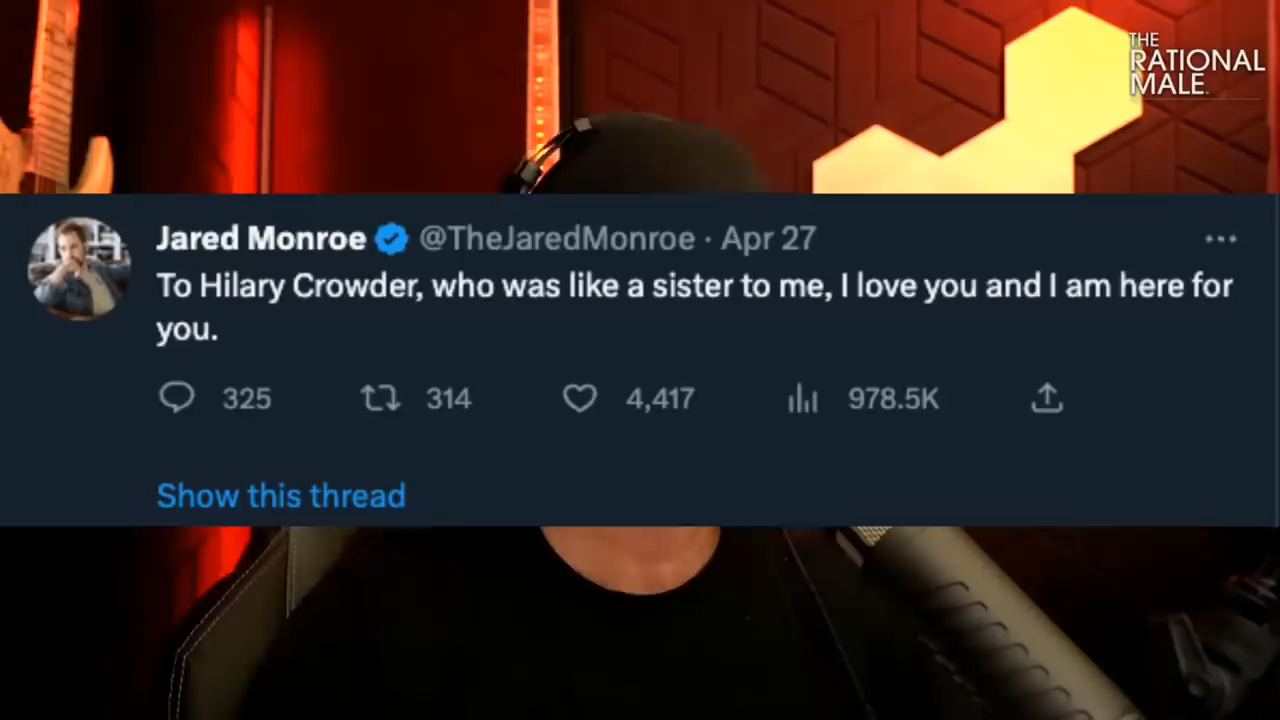 THE
RATIONAL
MALE
Jared Monroe @TheJaredMonroe · Apr 27
To Hilary Crowder, who was like a sister to me, I love you and I am here for
you.
325 314 4,417 978.5K
Show this thread